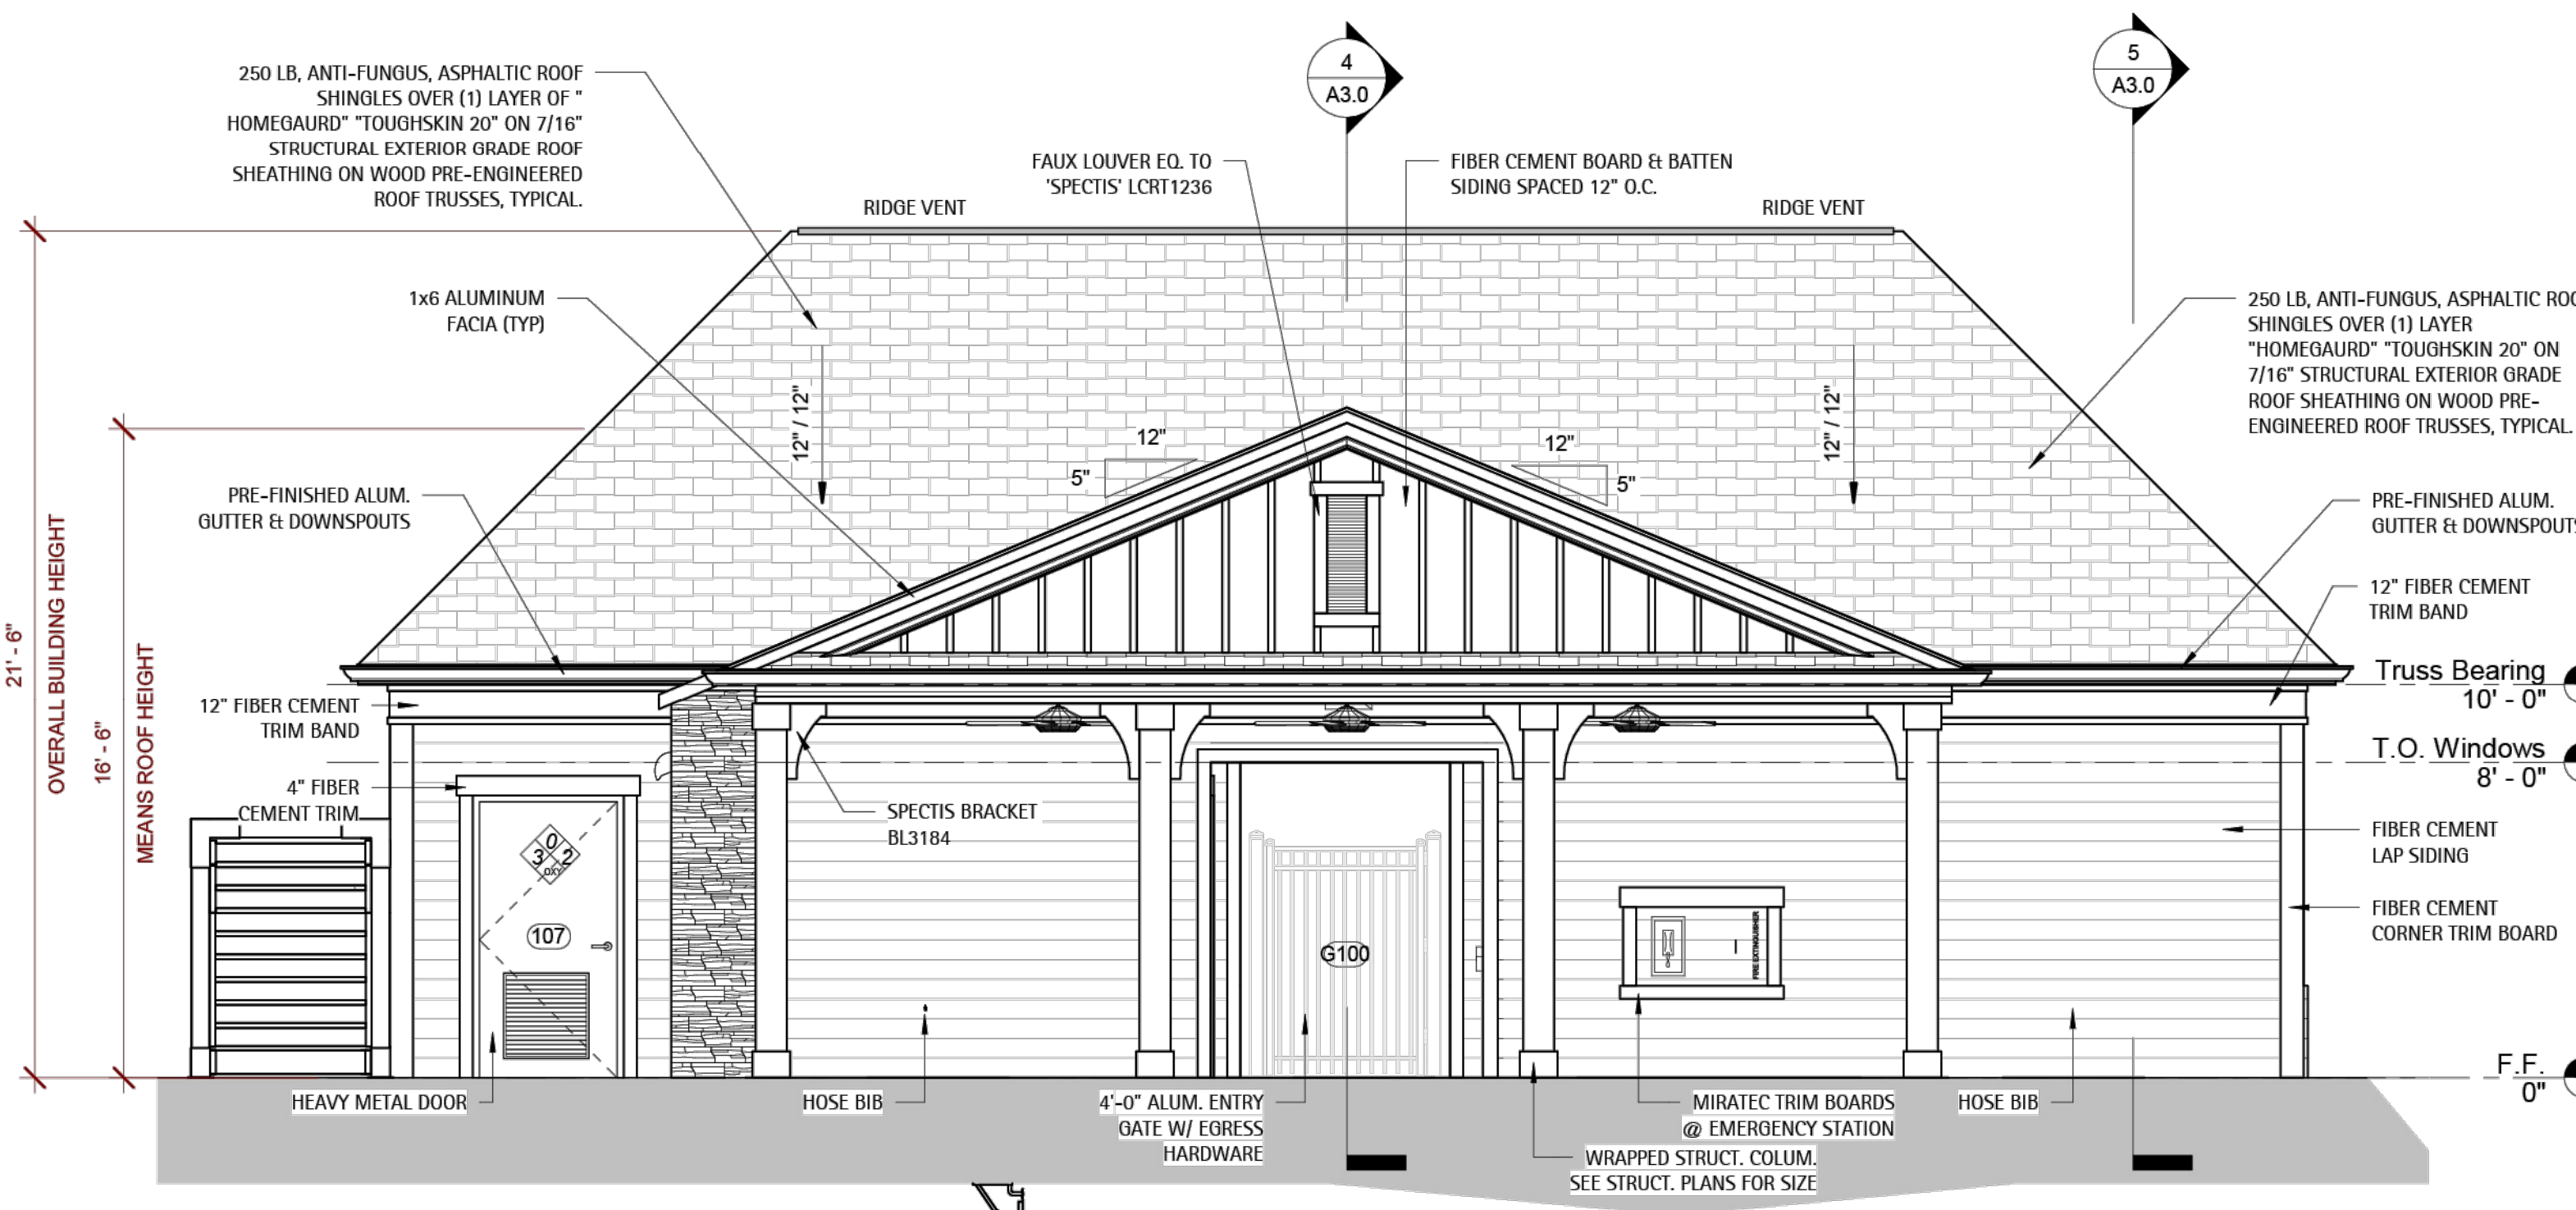 4
A3.0
5
A3.0
250 LB, ANTI-FUNGUS, ASPHALTIC ROOF
SHINGLES OVER (1) LAYER OF "
HOMEGAURD" "TOUGHSKIN 20" ON 7/16"
STRUCTURAL EXTERIOR GRADE ROOF
SHEATHING ON WOOD PRE-ENGINEERED
ROOF TRUSSES, TYPICAL.
FAUX LOUVER EQ. TO
'SPECTIS' LCRT1236
FIBER CEMENT BOARD & BATTEN
SIDING SPACED 12" O.C.
RIDGE VENT
RIDGE VENT
1x6 ALUMINUM
FACIA (TYP)
250 LB, ANTI-FUNGUS, ASPHALTIC ROO
SHINGLES OVER (1) LAYER
"HOMEGAURD" "TOUGHSKIN 20" ON
7/16" STRUCTURAL EXTERIOR GRADE
ROOF SHEATHING ON WOOD PRE-
ENGINEERED ROOF TRUSSES, TYPICAL.
12" / 12"
12" / 12"
12"
5"
12"
5"
PRE-FINISHED ALUM.
GUTTER & DOWNSPOUTS
PRE-FINISHED ALUM.
GUTTER & DOWNSPOUTS
21' - 6"
OVERALL BUILDING HEIGHT
16' - 6"
MEANS ROOF HEIGHT
12" FIBER CEMENT
TRIM BAND
12" FIBER CEMENT
TRIM BAND
Truss Bearing
10' - 0"
T.O. Windows
8' - 0"
4" FIBER
CEMENT TRIM
SPECTIS BRACKET
BL3184
0
3
2
OXY
107
G100
FIRE EXTINGUISHER
FIBER CEMENT
LAP SIDING
FIBER CEMENT
CORNER TRIM BOARD
F.F.
0"
HEAVY METAL DOOR
HOSE BIB
4'-0" ALUM. ENTRY
GATE W/ EGRESS
HARDWARE
MIRATEC TRIM BOARDS
@ EMERGENCY STATION
HOSE BIB
WRAPPED STRUCT. COLUM.
SEE STRUCT. PLANS FOR SIZE